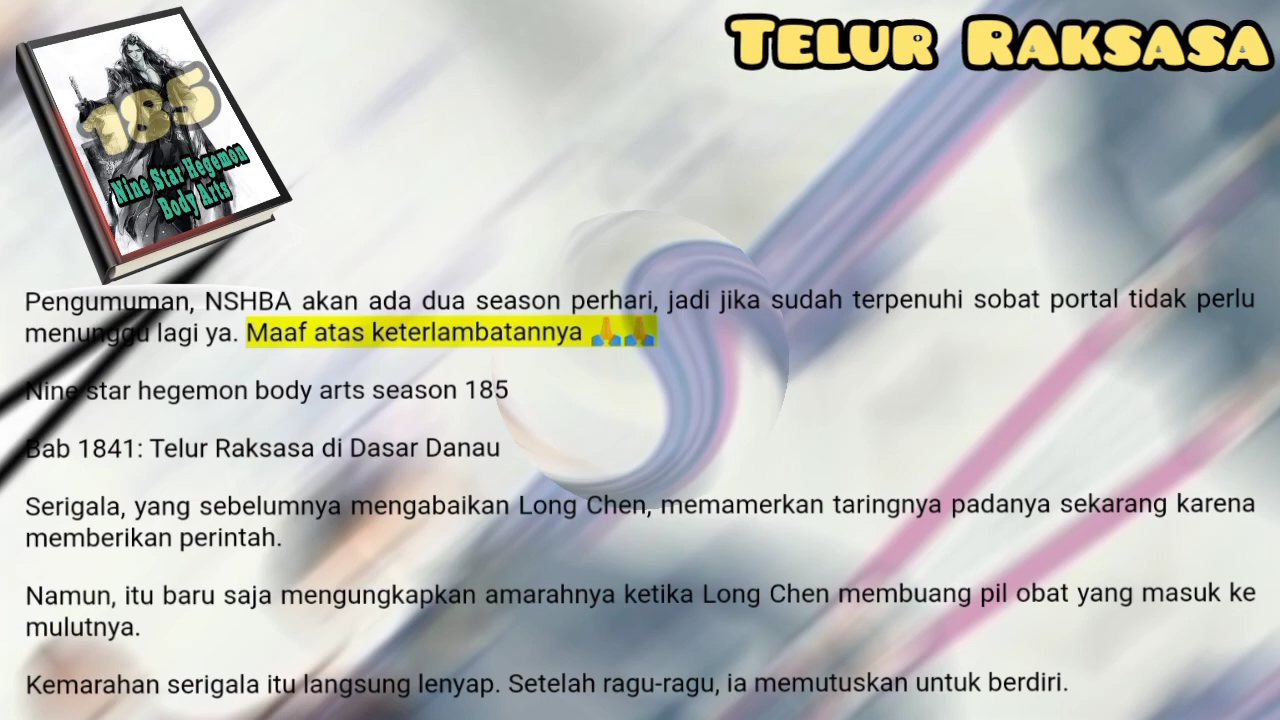 Telur Raksasa
185
Nine Star Hegemon
Body Arts
Pengumuman, NSHBA akan ada dua season perhari, jadi jika sudah terpenuhi sobat portal tidak perlu
menunggu lagi ya. Maaf atas keterlambatannya 🙏🙏
Nine star hegemon body arts season 185
Bab 1841: Telur Raksasa di Dasar Danau
Serigala, yang sebelumnya mengabaikan Long Chen, memamerkan taringnya padanya sekarang karena
memberikan perintah.
Namun, itu baru saja mengungkapkan amarahnya ketika Long Chen membuang pil obat yang masuk ke
mulutnya.
Kemarahan serigala itu langsung lenyap. Setelah ragu-ragu, ia memutuskan untuk berdiri.